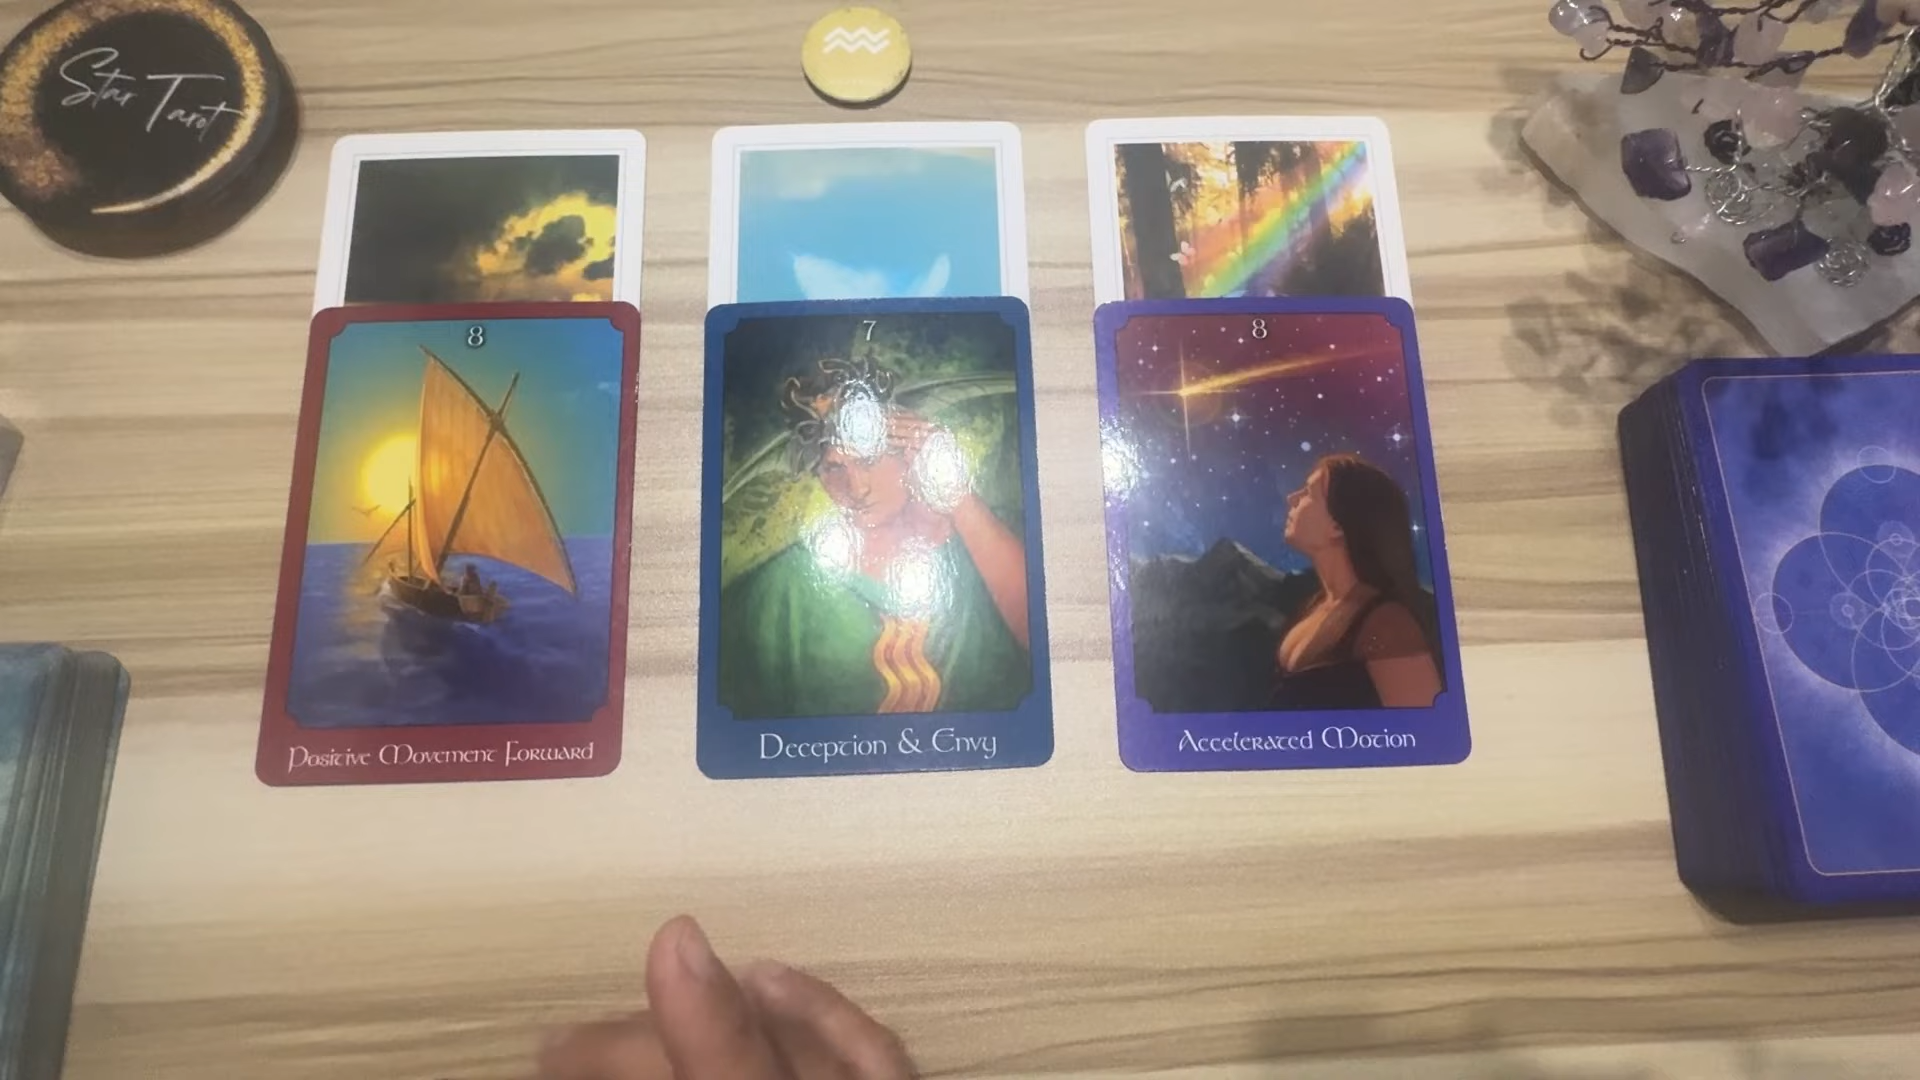 Star Tarot
8
7
8
Positive Movement Forward
Deception & Envy
Accelerated Motion